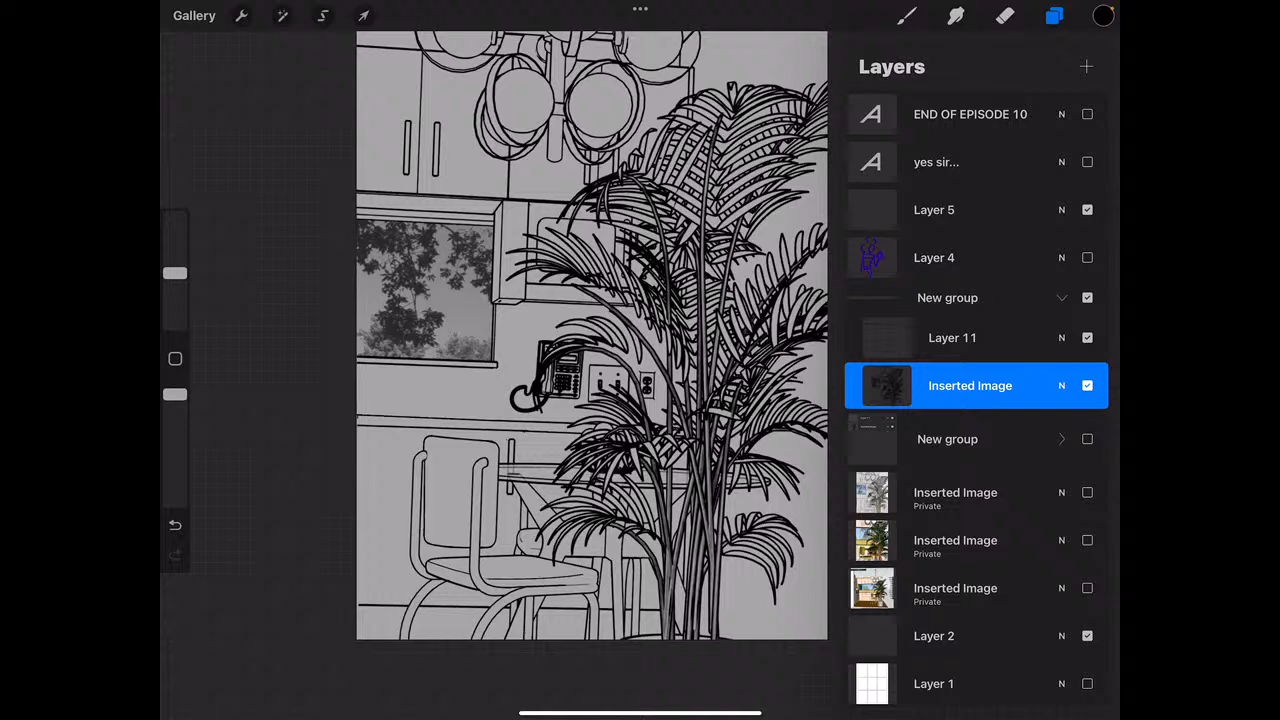 Gallery
Layers
END OF EPISODE 10 N
yes sir... N
Layer 5 N
Layer 4 N
New group
Layer 11 N
Inserted Image N
New group
Inserted Image N
Private
Inserted Image N
Private
Inserted Image N
Private
Layer 2 N
Layer 1 N